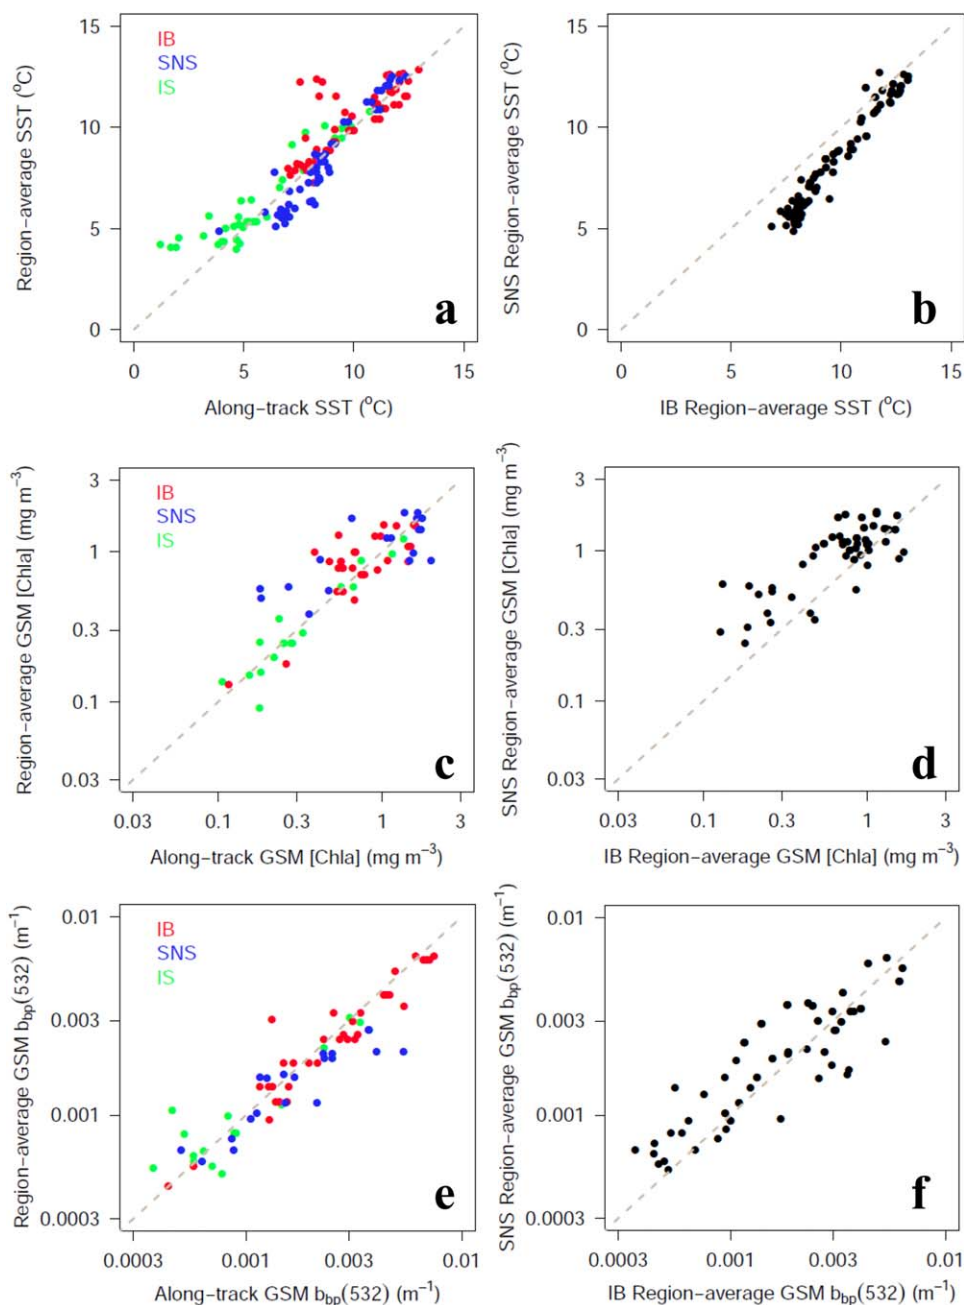 15
10
5
0
Region-average SST (°C)
IB
SNS
IS
a
0 5 10 15
Along-track SST (°C)
15
10
5
0
SNS Region-average SST (°C)
b
0 5 10 15
IB Region-average SST (°C)
3
1
0.3
0.1
0.03
Region-average GSM [Chla] (mg m⁻³)
IB
SNS
IS
c
0.03 0.1 0.3 1 3
Along-track GSM [Chla] (mg m⁻³)
3
1
0.3
0.1
0.03
SNS Region-average GSM [Chla] (mg m⁻³)
d
0.03 0.1 0.3 1 3
IB Region-average GSM [Chla] (mg m⁻³)
0.01
0.003
0.001
0.0003
Region-average GSM b_bp(532) (m⁻¹)
IB
SNS
IS
e
0.0003 0.001 0.003 0.01
Along-track GSM b_bp(532) (m⁻¹)
0.01
0.003
0.001
0.0003
SNS Region-average GSM b_bp(532) (m⁻¹)
f
0.0003 0.001 0.003 0.01
IB Region-average GSM b_bp(532) (m⁻¹)